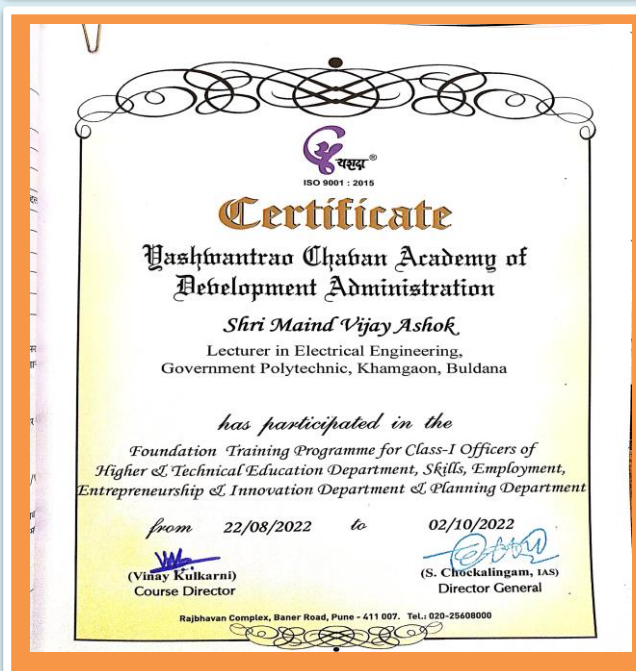 यशदा ®
ISO 9001 : 2015
Certificate
Yashwantrao Chavan Academy of
Development Administration
Shri Maind Vijay Ashok
Lecturer in Electrical Engineering,
Government Polytechnic, Khamgaon, Buldana
has participated in the
Foundation Training Programme for Class-I Officers of
Higher & Technical Education Department, Skills, Employment,
Entrepreneurship & Innovation Department & Planning Department
from 22/08/2022 to 02/10/2022
(Vinay Kulkarni) (S. Chockalingam, IAS)
Course Director Director General
Rajbhavan Complex, Baner Road, Pune - 411 007. Tel.: 020-25608000